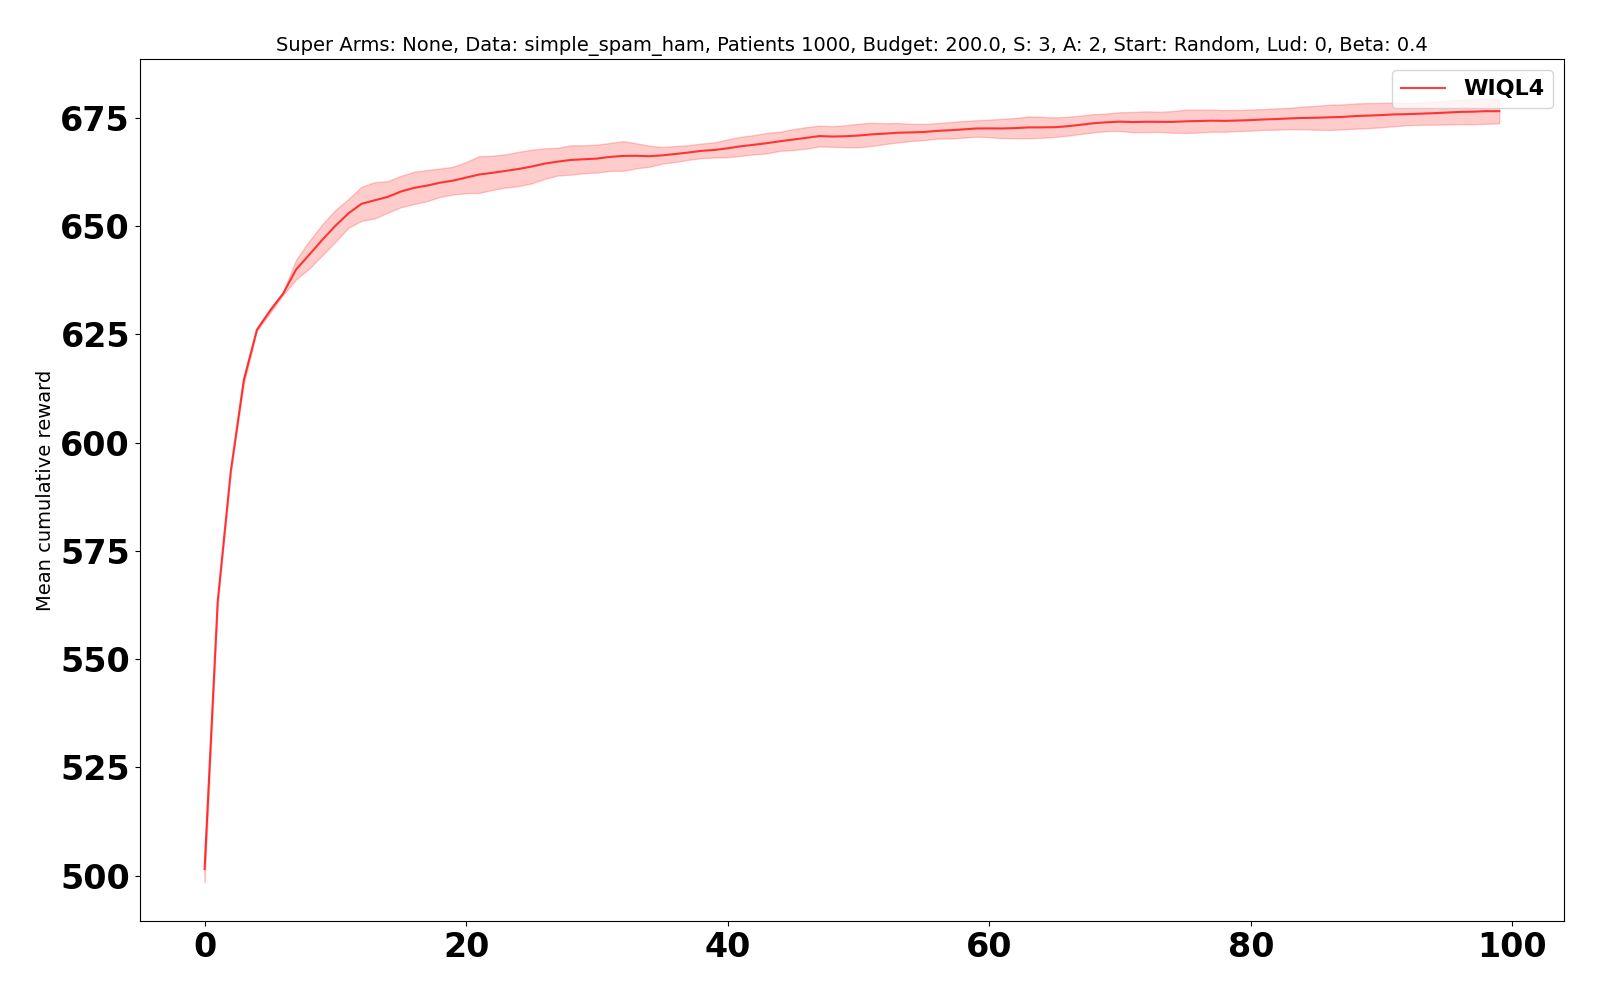 Super Arms: None, Data: simple_spam_ham, Patients 1000, Budget: 200.0, S: 3, A: 2, Start: Random, Lud: 0, Beta: 0.4
WIQL4
Mean cumulative reward
675
650
625
600
575
550
525
500
0 20 40 60 80 100